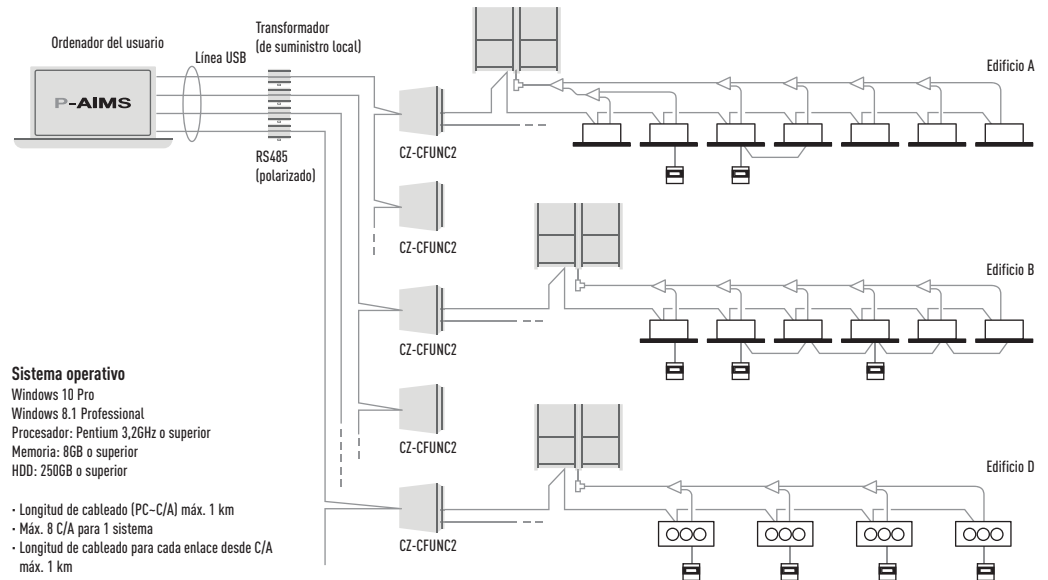 Ordenador del usuario
Línea USB
Transformador
(de suministro local)
P-AIMS
RS485
(polarizado)
CZ-CFUNC2
Edificio A
CZ-CFUNC2
CZ-CFUNC2
Edificio B
CZ-CFUNC2
CZ-CFUNC2
Edificio D
Sistema operativo
Windows 10 Pro
Windows 8.1 Professional
Procesador: Pentium 3,2GHz o superior
Memoria: 8GB o superior
HDD: 250GB o superior
· Longitud de cableado (PC~C/A) máx. 1 km
· Máx. 8 C/A para 1 sistema
· Longitud de cableado para cada enlace desde C/A
máx. 1 km